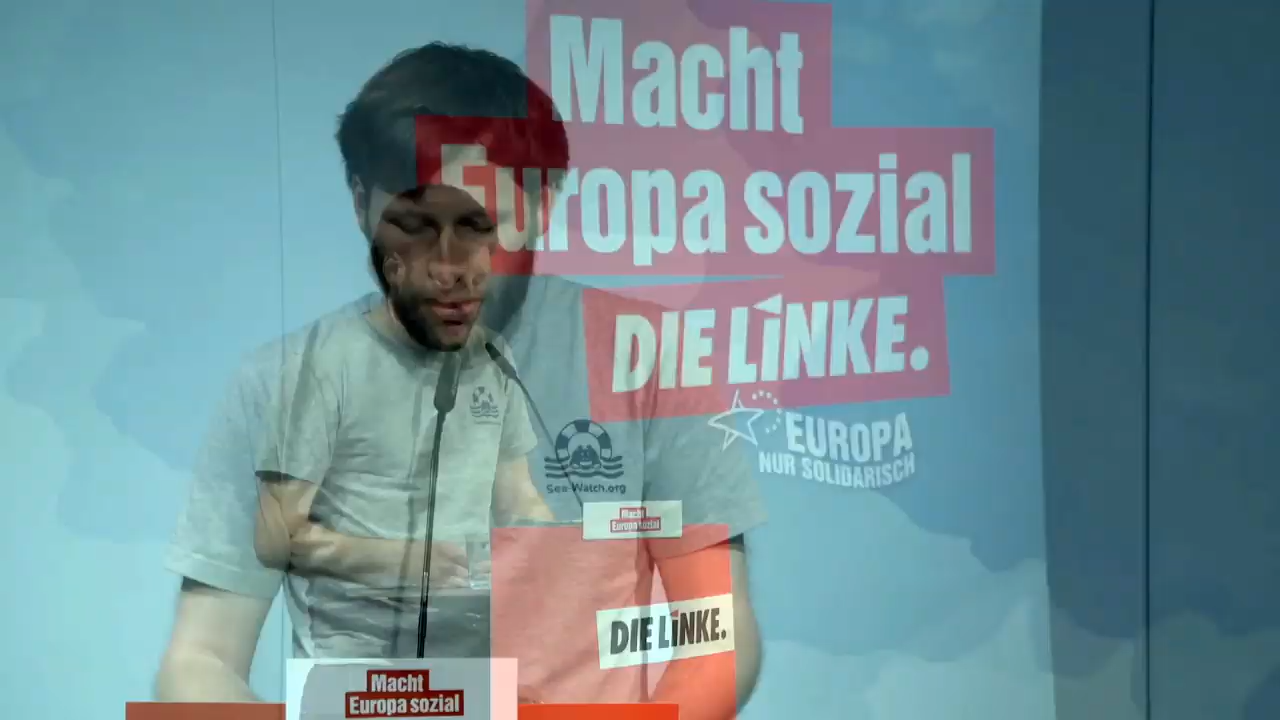 Macht
Europa sozial
DIE LINKE.
EUROPA
NUR SOLIDARISCH
Sea-Watch.org
Macht
Europa sozial
DIE LINKE.
Macht
Europa sozial